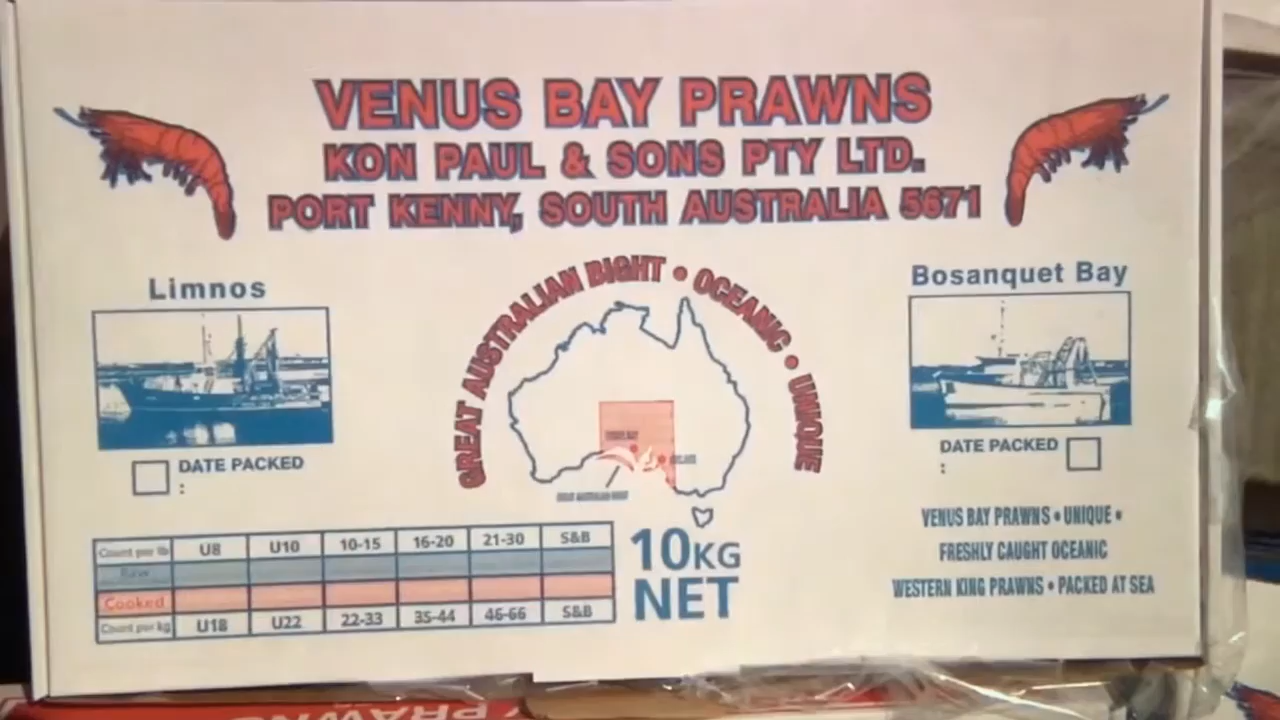 VENUS BAY PRAWNS
KON PAUL & SONS PTY LTD.
PORT KENNY, SOUTH AUSTRALIA 5671
GREAT AUSTRALIAN BIGHT • OCEANIC • UNIQUE
Limnos
DATE PACKED
:
Bosanquet Bay
DATE PACKED
:
Count per lb U8 U10 10-15 16-20 21-30 S&B
Raw
Cooked
Count per kg U18 U22 22-33 35-44 46-66 S&B
10KG
NET
VENUS BAY PRAWNS • UNIQUE •
FRESHLY CAUGHT OCEANIC
WESTERN KING PRAWNS • PACKED AT SEA
PRAWNS